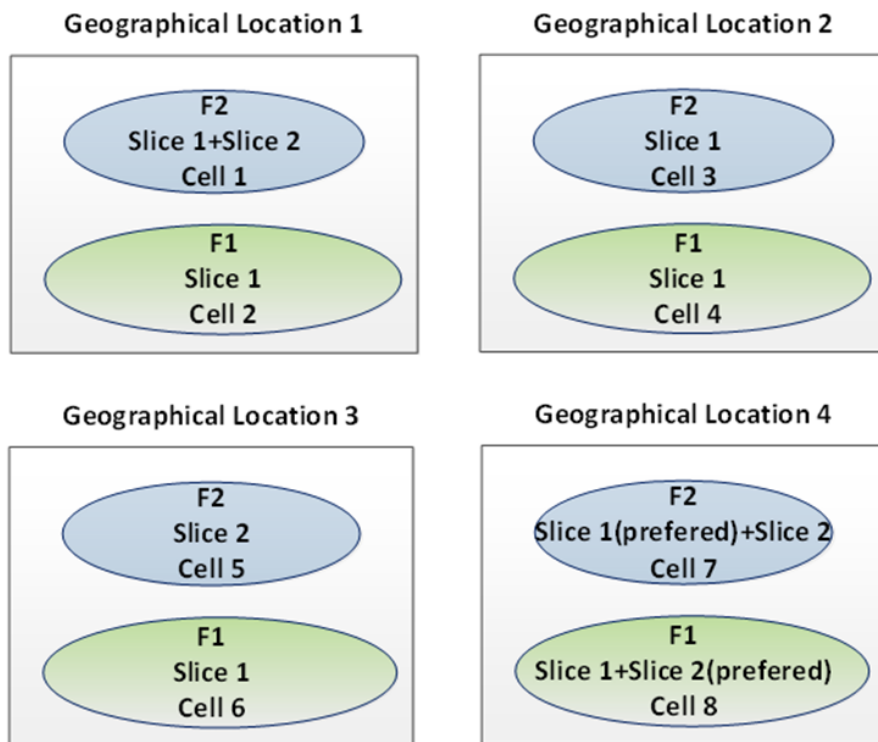 Geographical Location 1
F2
Slice 1+Slice 2
Cell 1
F1
Slice 1
Cell 2
Geographical Location 2
F2
Slice 1
Cell 3
F1
Slice 1
Cell 4
Geographical Location 3
F2
Slice 2
Cell 5
F1
Slice 1
Cell 6
Geographical Location 4
F2
Slice 1(prefered)+Slice 2
Cell 7
F1
Slice 1+Slice 2(prefered)
Cell 8